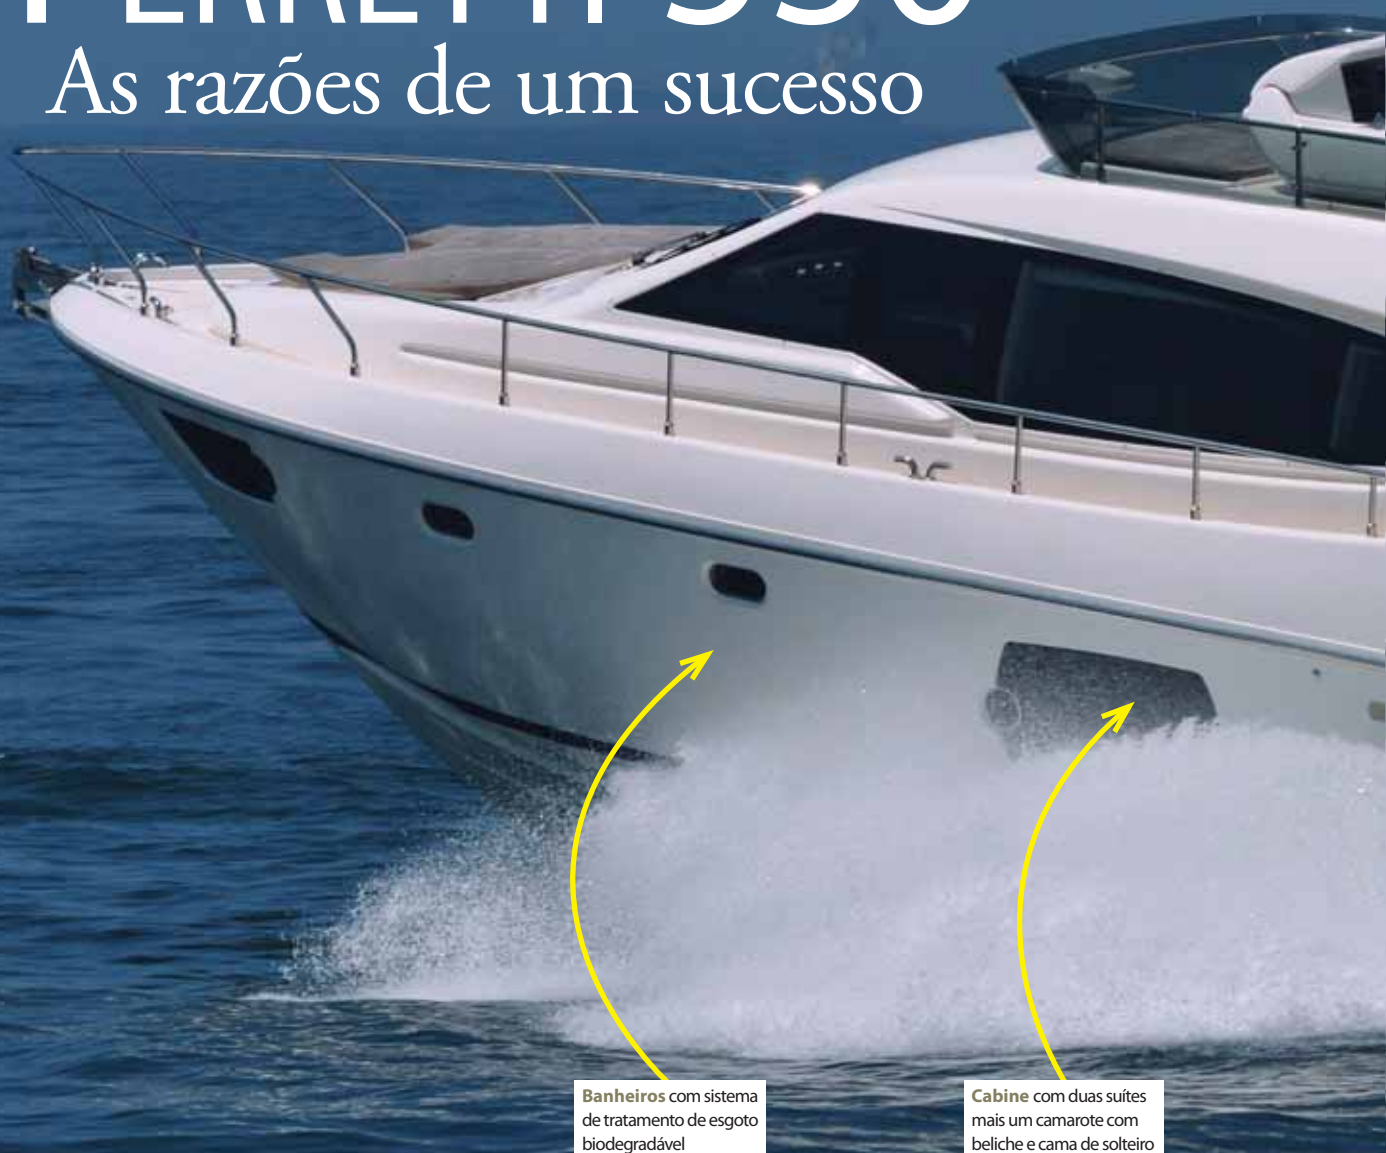 FERRETTI
As razões de um sucesso
Banheiros com sistema
de tratamento de esgoto
biodegradável
Cabine com duas suítes
mais um camarote com
beliche e cama de solteiro